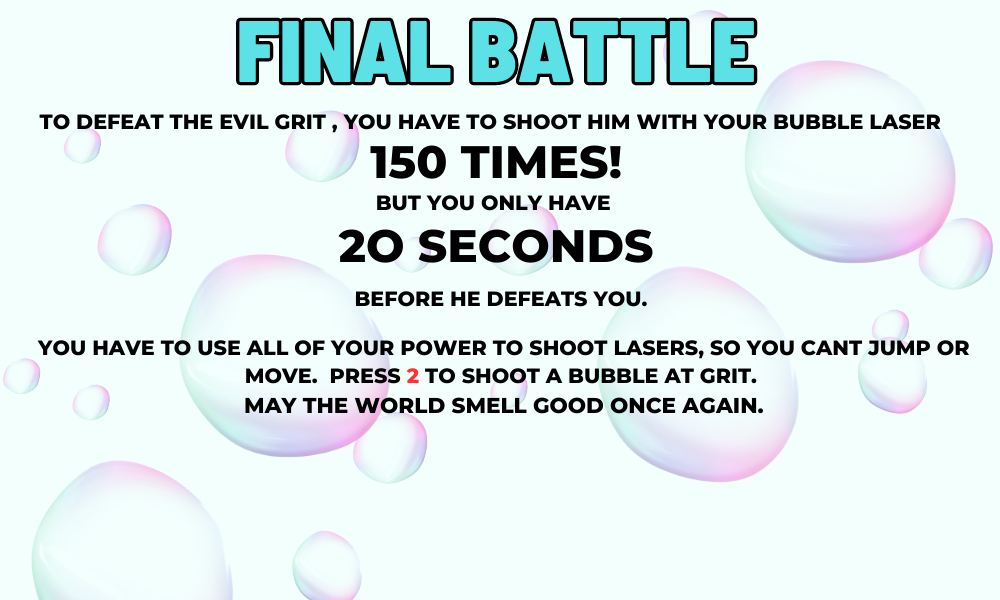 FINAL BATTLE
TO DEFEAT THE EVIL GRIT , YOU HAVE TO SHOOT HIM WITH YOUR BUBBLE LASER
150 TIMES!
BUT YOU ONLY HAVE
2O SECONDS
BEFORE HE DEFEATS YOU.
YOU HAVE TO USE ALL OF YOUR POWER TO SHOOT LASERS, SO YOU CANT JUMP OR
MOVE.  PRESS 2 TO SHOOT A BUBBLE AT GRIT.
MAY THE WORLD SMELL GOOD ONCE AGAIN.